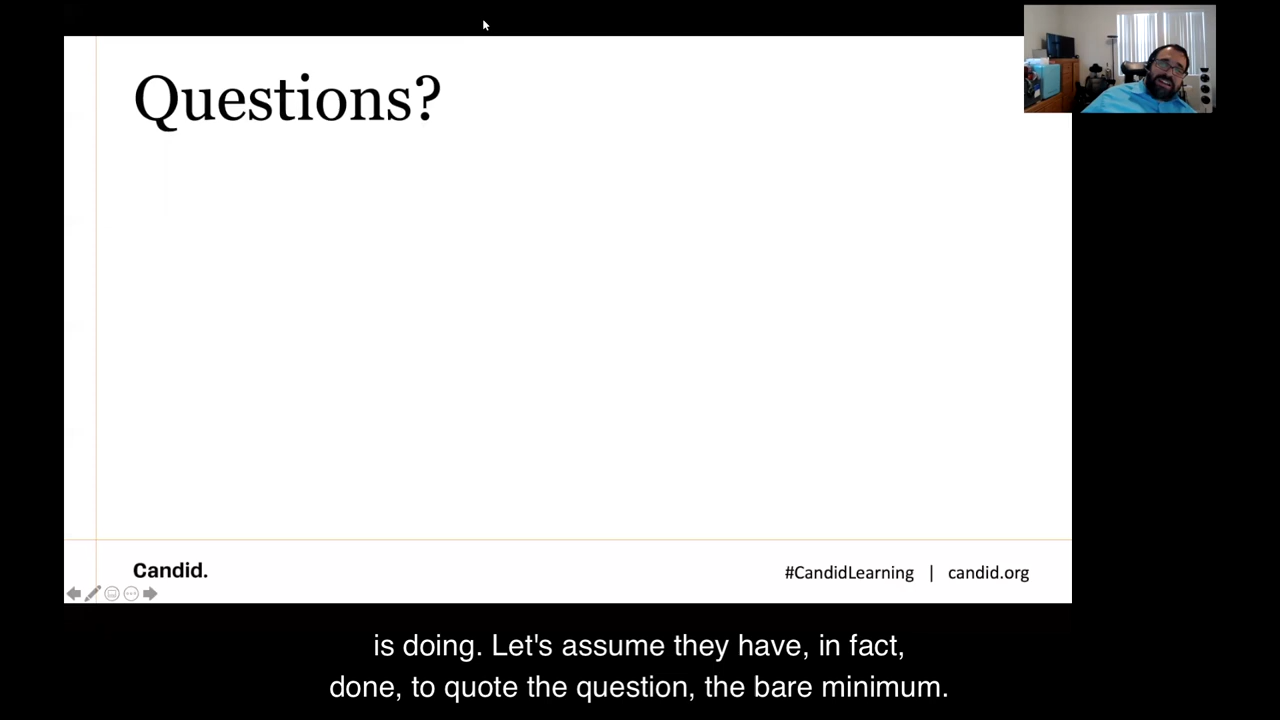 Questions?
Candid.
#CandidLearning | candid.org
is doing. Let's assume they have, in fact,
done, to quote the question, the bare minimum.